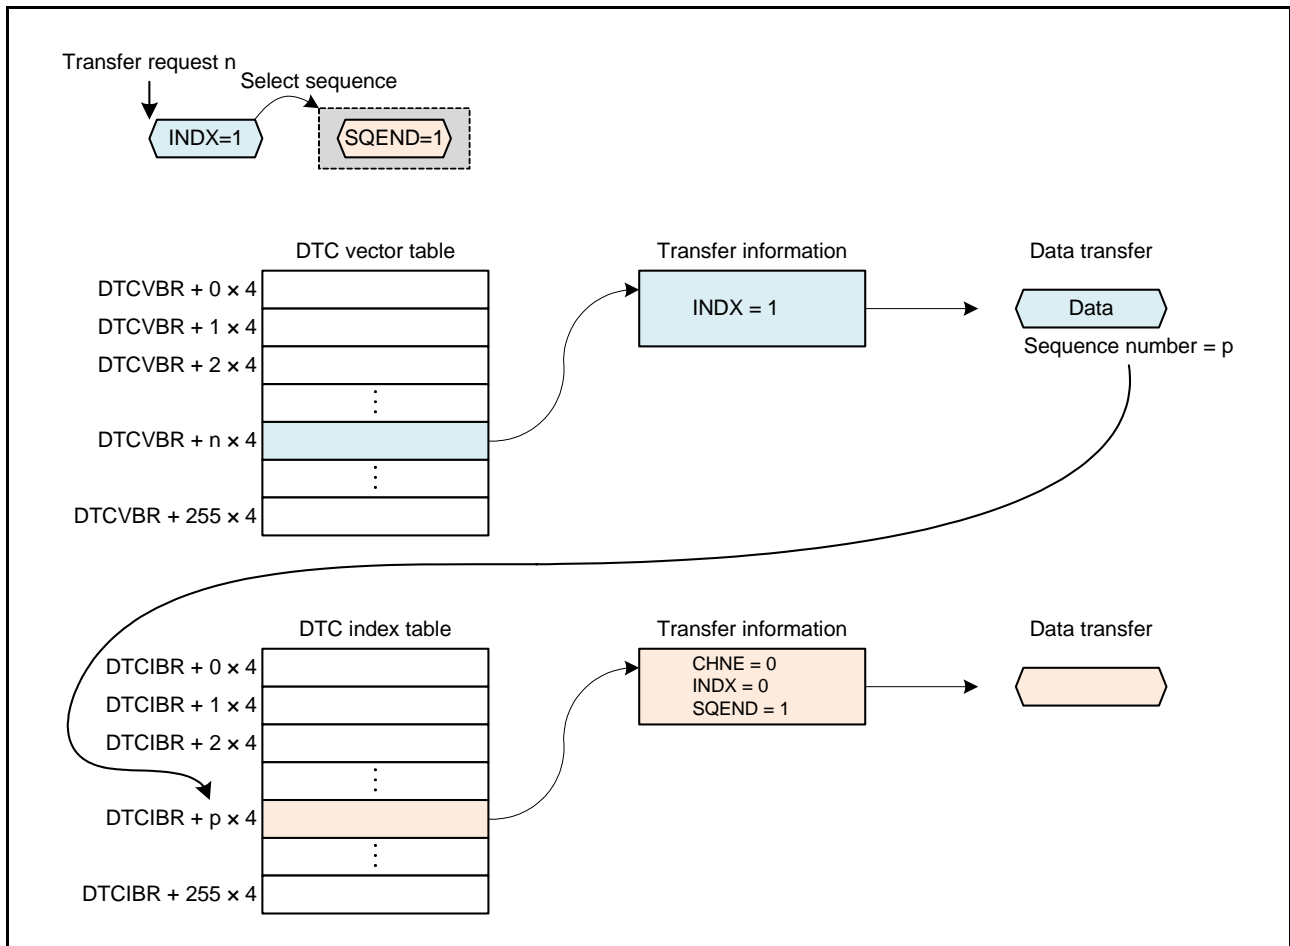 Transfer request n
Select sequence
INDX=1
SQEND=1
DTC vector table
Transfer information
Data transfer
DTCVBR + 0 × 4
DTCVBR + 1 × 4
DTCVBR + 2 × 4
⋮
DTCVBR + n × 4
⋮
DTCVBR + 255 × 4
INDX = 1
Data
Sequence number = p
DTC index table
Transfer information
Data transfer
DTCIBR + 0 × 4
DTCIBR + 1 × 4
DTCIBR + 2 × 4
⋮
DTCIBR + p × 4
⋮
DTCIBR + 255 × 4
CHNE = 0
INDX = 0
SQEND = 1